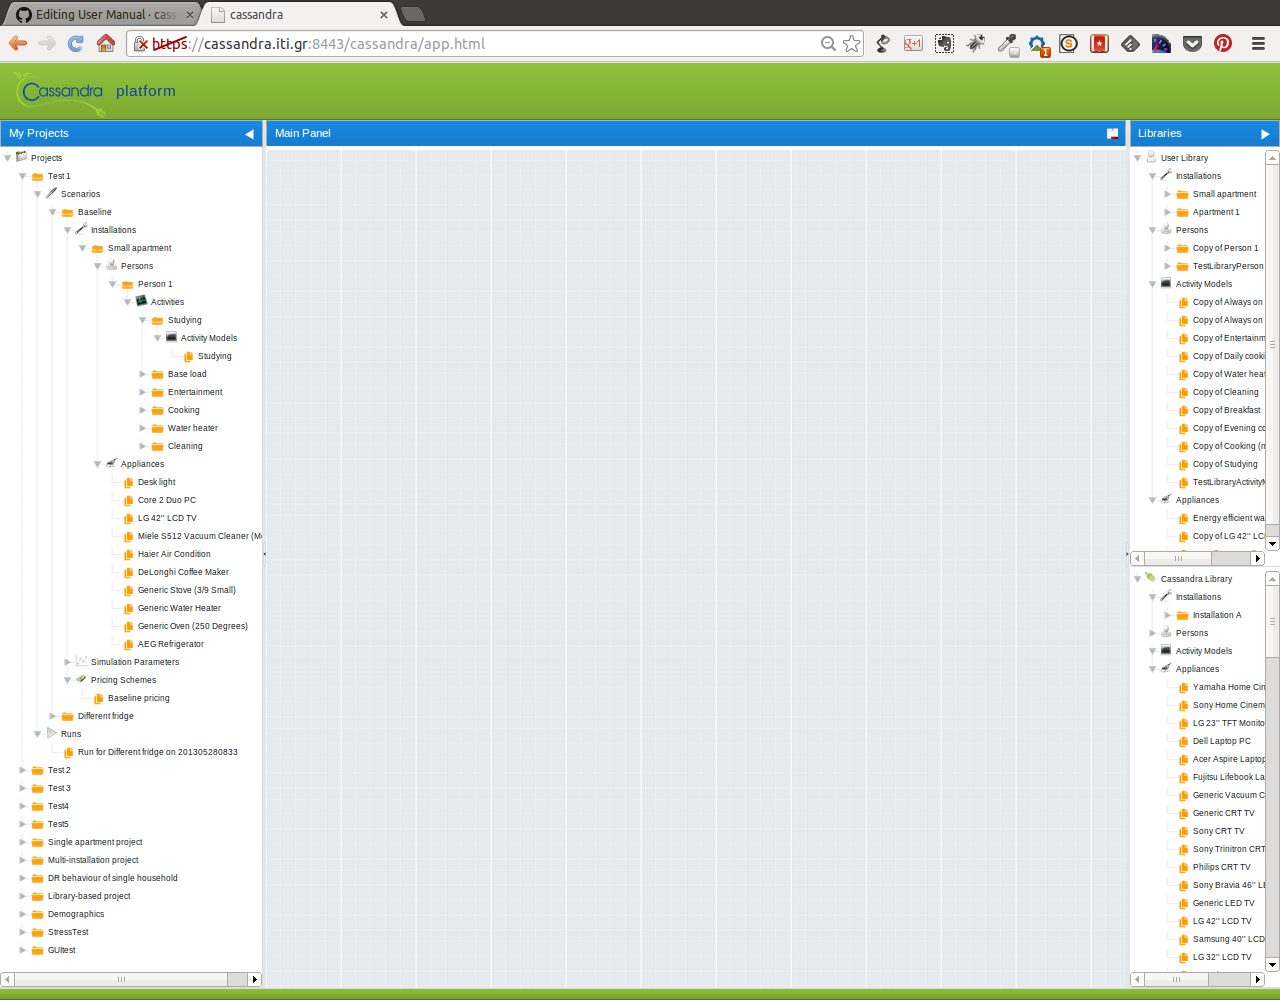 Editing User Manual · cass
cassandra
https://cassandra.iti.gr:8443/cassandra/app.html
Cassandra platform
My Projects
Projects
Test 1
Scenarios
Baseline
Installations
Small apartment
Persons
Person 1
Activities
Studying
Activity Models
Studying
Base load
Entertainment
Cooking
Water heater
Cleaning
Appliances
Desk light
Core 2 Duo PC
LG 42'' LCD TV
Miele S512 Vacuum Cleaner (Me
Haier Air Condition
DeLonghi Coffee Maker
Generic Stove (3/9 Small)
Generic Water Heater
Generic Oven (250 Degrees)
AEG Refrigerator
Simulation Parameters
Pricing Schemes
Baseline pricing
Different fridge
Runs
Run for Different fridge on 201305280833
Test 2
Test 3
Test4
Test5
Single apartment project
Multi-installation project
DR behaviour of single household
Library-based project
Demographics
StressTest
GUItest
Main Panel
Libraries
User Library
Installations
Small apartment
Apartment 1
Persons
Copy of Person 1
TestLibraryPerson
Activity Models
Copy of Always on
Copy of Always on
Copy of Entertainm
Copy of Daily cooki
Copy of Water heat
Copy of Cleaning
Copy of Breakfast
Copy of Evening co
Copy of Cooking (n
Copy of Studying
TestLibraryActivityM
Appliances
Energy efficient wa
Copy of LG 42'' LCD
Cassandra Library
Installations
Installation A
Persons
Activity Models
Appliances
Yamaha Home Cin
Sony Home Cinem
LG 23'' TFT Monito
Dell Laptop PC
Acer Aspire Laptop
Fujitsu Lifebook La
Generic Vacuum C
Generic CRT TV
Sony CRT TV
Sony Trinitron CRT
Philips CRT TV
Sony Bravia 46'' LE
Generic LED TV
LG 42'' LCD TV
Samsung 40'' LCD
LG 32'' LCD TV